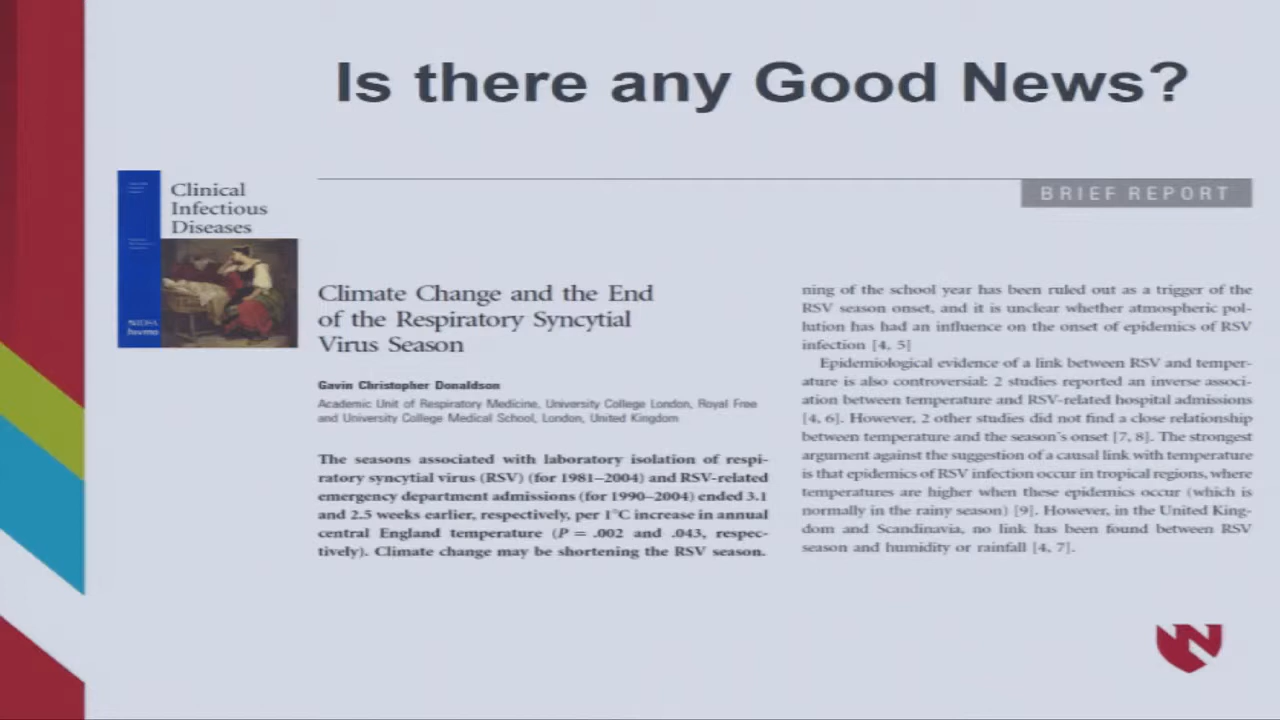 Is there any Good News?
Clinical
Infectious
Diseases
BRIEF REPORT
Climate Change and the End
of the Respiratory Syncytial
Virus Season
Gavin Christopher Donaldson
Academic Unit of Respiratory Medicine, University College London, Royal Free
and University College Medical School, London, United Kingdom
The seasons associated with laboratory isolation of respi-
ratory syncytial virus (RSV) (for 1981–2004) and RSV-related
emergency department admissions (for 1990–2004) ended 3.1
and 2.5 weeks earlier, respectively, per 1°C increase in annual
central England temperature (P = .002 and .043, respec-
tively). Climate change may be shortening the RSV season.
ning of the school year has been ruled out as a trigger of the
RSV season onset, and it is unclear whether atmospheric pol-
lution has had an influence on the onset of epidemics of RSV
infection [4, 5]
Epidemiological evidence of a link between RSV and temper-
ature is also controversial: 2 studies reported an inverse associ-
ation between temperature and RSV-related hospital admissions
[4, 6]. However, 2 other studies did not find a close relationship
between temperature and the season's onset [7, 8]. The strongest
argument against the suggestion of a causal link with temperature
is that epidemics of RSV infection occur in tropical regions, where
temperatures are higher when these epidemics occur (which is
normally in the rainy season) [9]. However, in the United King-
dom and Scandinavia, no link has been found between RSV
season and humidity or rainfall [4, 7].